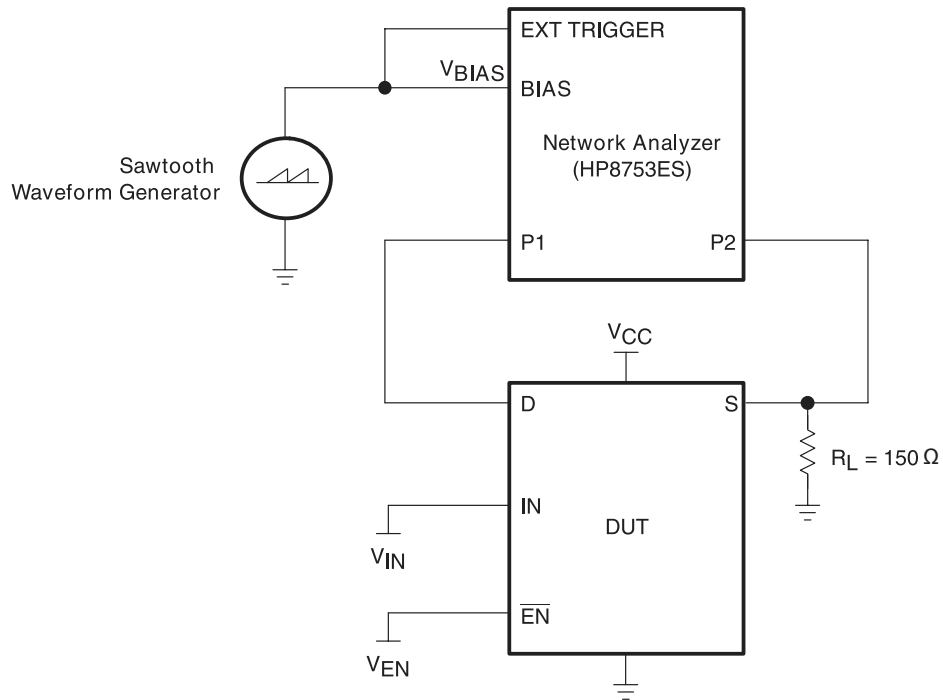 EXT TRIGGER
VBIAS
BIAS
Network Analyzer
(HP8753ES)
Sawtooth
Waveform Generator
P1
P2
VCC
D
S
RL = 150 Ω
IN
DUT
VIN
EN
VEN